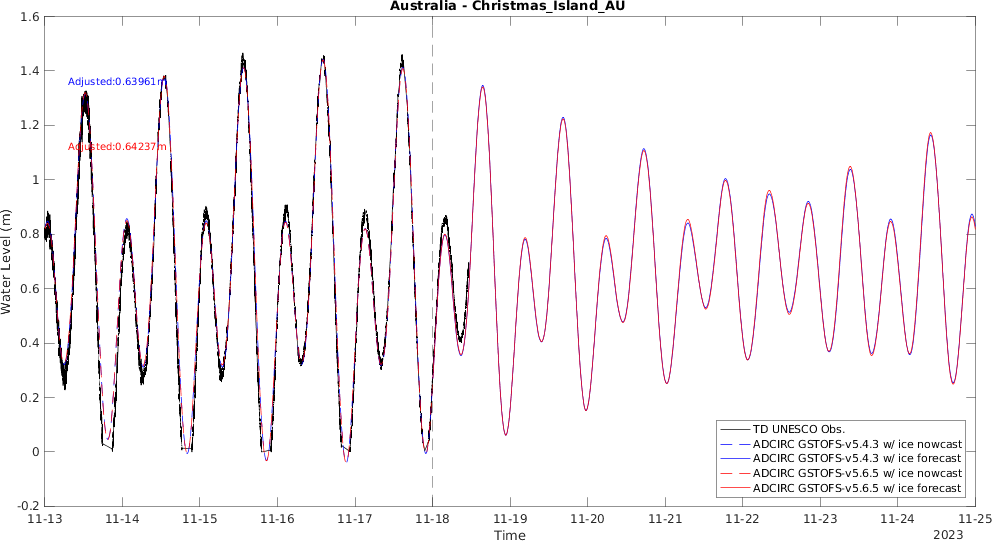 Australia - Christmas_Island_AU
1.6
1.4
1.2
1
0.8
0.6
0.4
0.2
0
-0.2
Water Level (m)
Adjusted:0.63961m
Adjusted:0.64237m
TD UNESCO Obs.
ADCIRC GSTOFS-v5.4.3 w/ ice nowcast
ADCIRC GSTOFS-v5.4.3 w/ ice forecast
ADCIRC GSTOFS-v5.6.5 w/ ice nowcast
ADCIRC GSTOFS-v5.6.5 w/ ice forecast
11-13 11-14 11-15 11-16 11-17 11-18 11-19 11-20 11-21 11-22 11-23 11-24 11-25
Time
2023